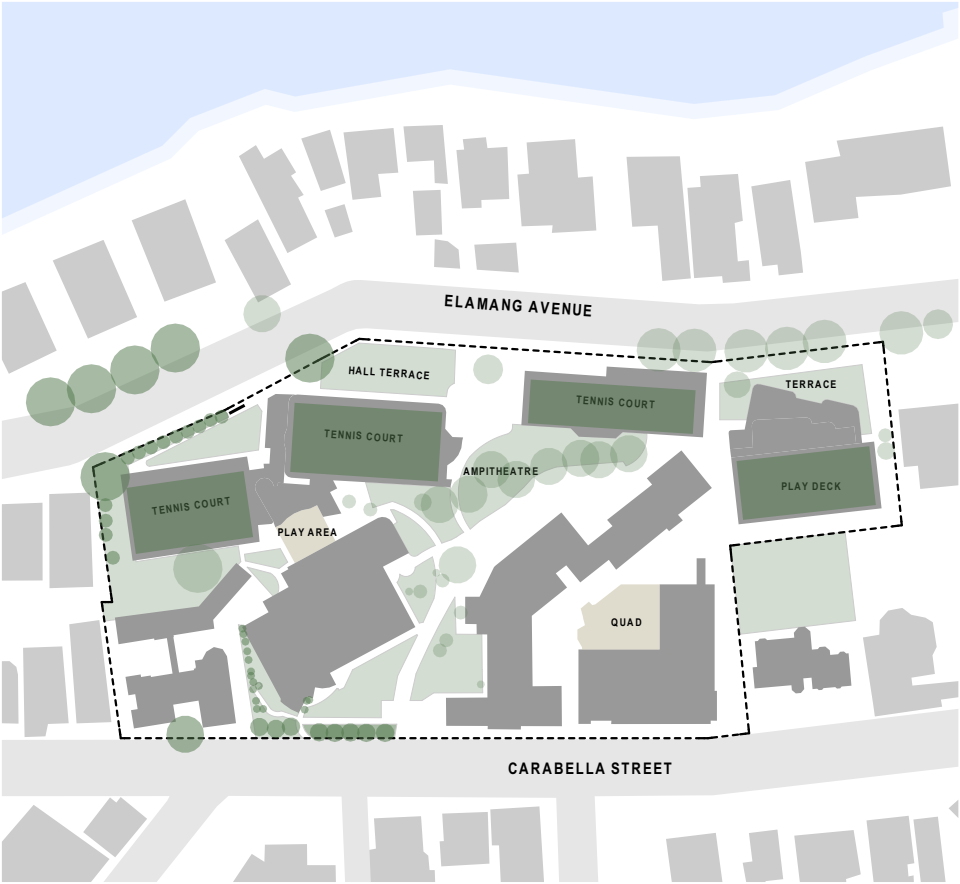 ELAMANG AVENUE
HALL TERRACE
TERRACE
TENNIS COURT
TENNIS COURT
AMPITHEATRE
PLAY DECK
TENNIS COURT
PLAY AREA
QUAD
CARABELLA STREET